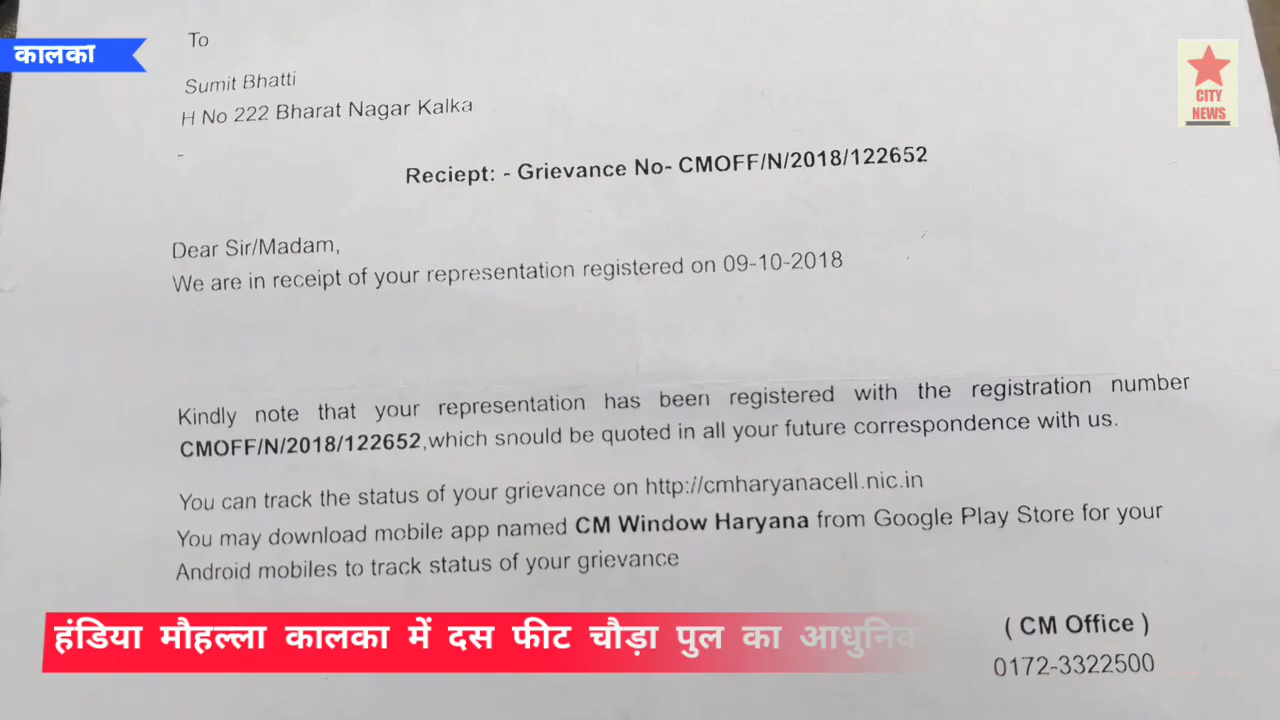 कालका
CITY
NEWS
To
Sumit Bhatti
H No 222 Bharat Nagar Kalka
-
Reciept: - Grievance No- CMOFF/N/2018/122652
Dear Sir/Madam,
We are in receipt of your representation registered on 09-10-2018
Kindly note that your representation has been registered with the registration number
CMOFF/N/2018/122652,which snould be quoted in all your future correspondence with us.
You can track the status of your grievance on http://cmharyanacell.nic.in
You may download mobile app named CM Window Haryana from Google Play Store for your
Android mobiles to track status of your grievance
( CM Office )
0172-3322500
हंडिया मौहल्ला कालका में दस फीट चौड़ा पुल का